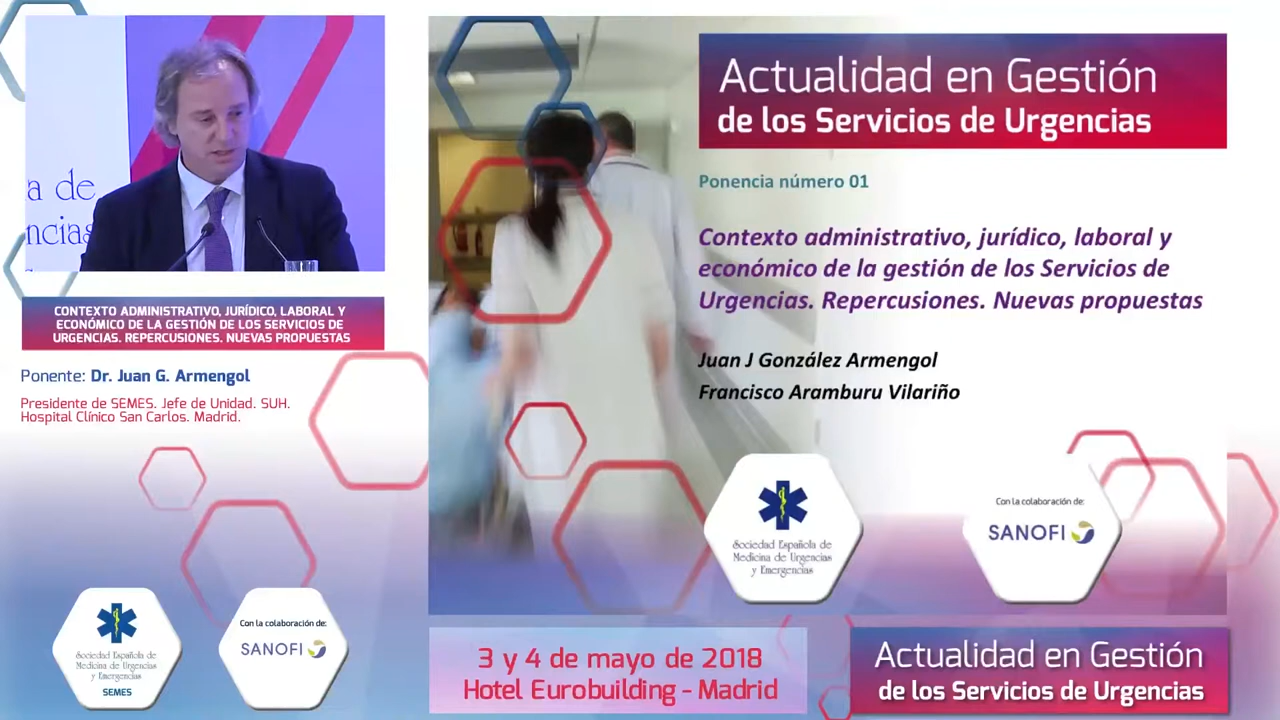 a de
ncias
CONTEXTO ADMINISTRATIVO, JURÍDICO, LABORAL Y
ECONÓMICO DE LA GESTIÓN DE LOS SERVICIOS DE
URGENCIAS. REPERCUSIONES. NUEVAS PROPUESTAS
Ponente: Dr. Juan G. Armengol
Presidente de SEMES. Jefe de Unidad. SUH.
Hospital Clínico San Carlos. Madrid.
Sociedad Española de
Medicina de Urgencias
y Emergencias
SEMES
Con la colaboración de:
SANOFI
Actualidad en Gestión
de los Servicios de Urgencias
Ponencia número 01
Contexto administrativo, jurídico, laboral y
económico de la gestión de los Servicios de
Urgencias. Repercusiones. Nuevas propuestas
Juan J González Armengol
Francisco Aramburu Vilariño
Sociedad Española de
Medicina de Urgencias
y Emergencias
Con la colaboración de:
SANOFI
3 y 4 de mayo de 2018
Hotel Eurobuilding - Madrid
Actualidad en Gestión
de los Servicios de Urgencias